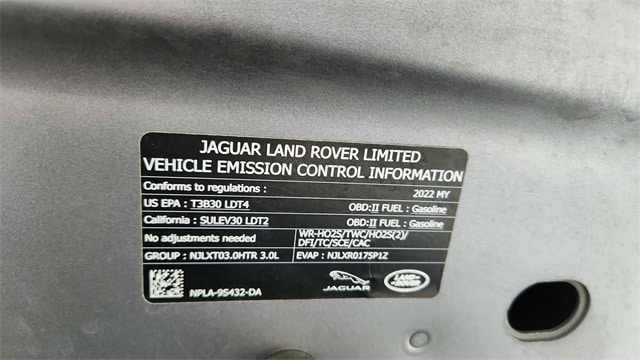 JAGUAR LAND ROVER LIMITED
VEHICLE EMISSION CONTROL INFORMATION
Conforms to regulations : 2022 MY
US EPA : T3B30 LDT4 OBD:II FUEL : Gasoline
California : SULEV30 LDT2 OBD:II FUEL : Gasoline
No adjustments needed WR-HO2S/TWC/HO2S(2)/
DFI/TC/SCE/CAC
GROUP : NJLXT03.0HTR 3.0L EVAP : NJLXR0175P1Z
NPLA-9S432-DA JAGUAR LAND-ROVER